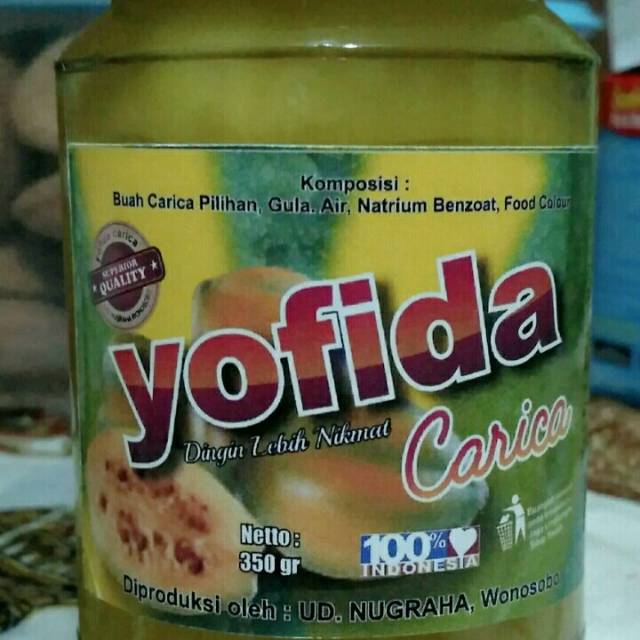 Komposisi :
Buah Carica Pilihan, Gula. Air, Natrium Benzoat, Food Colour
carica
SUPERIOR
QUALITY
yofida
Dingin Lebih Nikmat
Carica
Netto :
350 gr
100%
INDONESIA
Diproduksi oleh : UD. NUGRAHA, Wonosobo